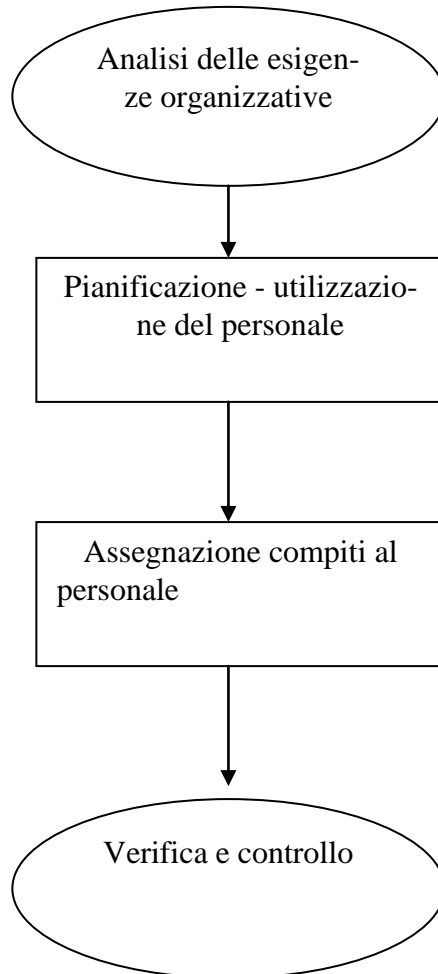 Analisi delle esigen-
ze organizzative
Pianificazione - utilizzazio-
ne del personale
Assegnazione compiti al
personale
Verifica e controllo